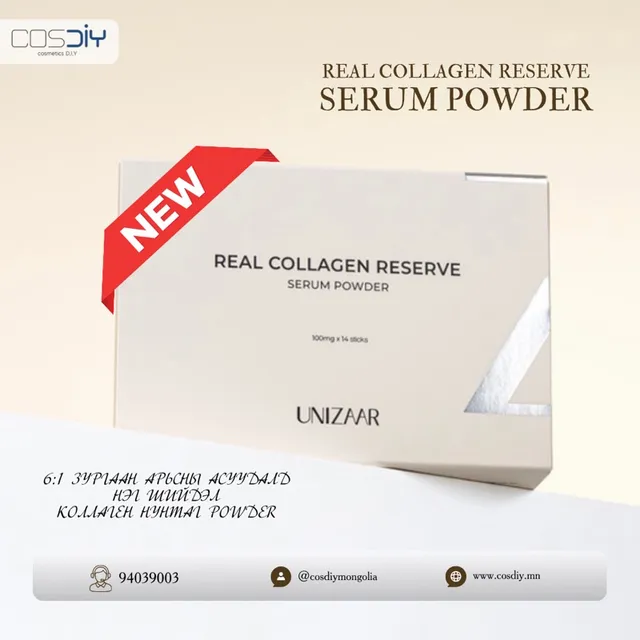 COSDIY
cosmetics D.I.Y
REAL COLLAGEN RESERVE
SERUM POWDER
NEW
REAL COLLAGEN RESERVE
SERUM POWDER
100mg x 14 sticks
UNIZAAR
6:1 ЗУРГААН АРЬСНЫ АСУУДАЛД
НЭГ ШИЙДЭЛ
КОЛЛАГЕН НУНТАГ POWDER
94039003
@cosdiymongolia
www.cosdiy.mn